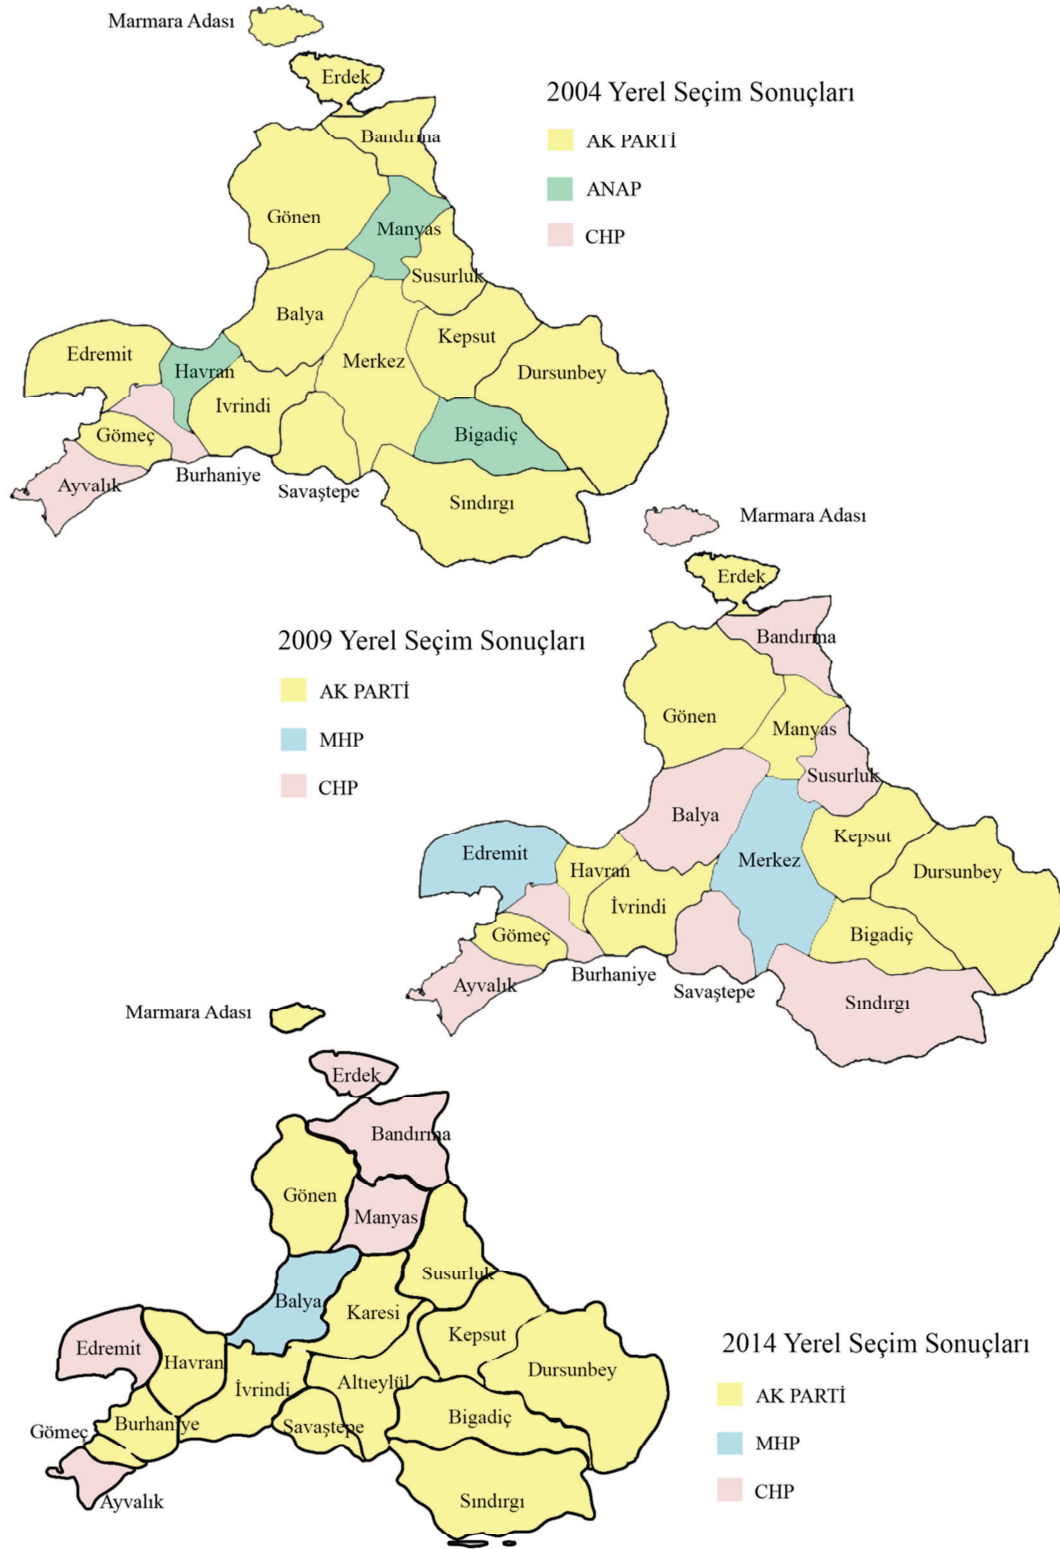 Marmara Adası
Erdek
2004 Yerel Seçim Sonuçları
Bandırma
AK PARTİ
ANAP
Gönen
Manyas
CHP
Susurluk
Balya
Kepsut
Edremit
Merkez
Havran
Dursunbey
Ivrindi
Gömeç
Bigadiç
Burhaniye
Ayvalık
Savaştepe
Sındırgı
Marmara Adası
Erdek
2009 Yerel Seçim Sonuçları
Bandırma
AK PARTİ
Gönen
Manyas
MHP
Susurluk
CHP
Balya
Kepsut
Edremit
Merkez
Havran
Dursunbey
İvrindi
Gömeç
Bigadiç
Burhaniye
Ayvalık
Savaştepe
Sındırgı
Marmara Adası
Erdek
Bandırma
Gönen
Manyas
Susurluk
Balya
Karesi
Kepsut
2014 Yerel Seçim Sonuçları
Edremit
Havran
Dursunbey
İvrindi
Altıeylül
AK PARTİ
Bigadiç
Burhaniye
Savaştepe
Gömeç
MHP
CHP
Ayvalık
Sındırgı